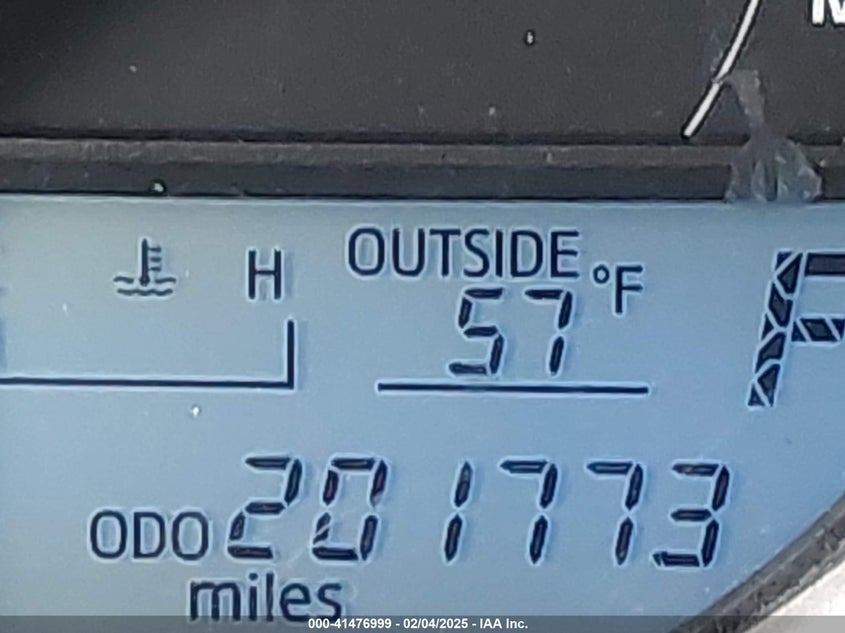 H OUTSIDE
57 °F
ODO 201773
miles
000-41476999 - 02/04/2025 - IAA Inc.